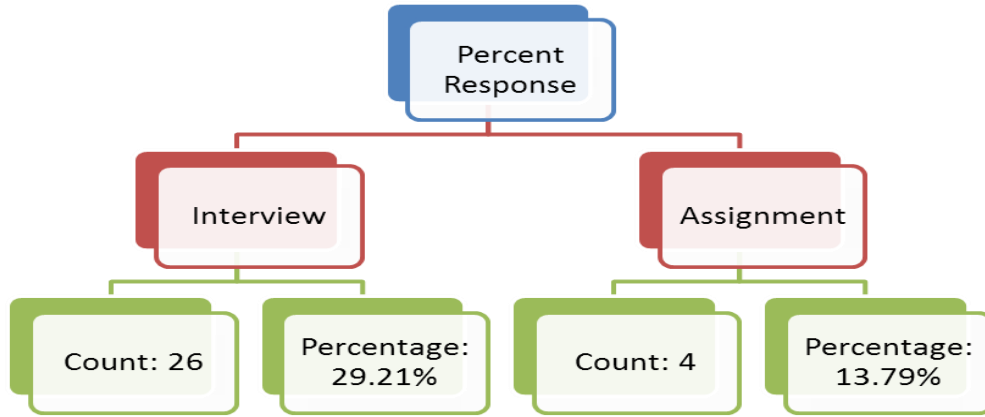 Percent
Response
Interview
Assignment
Count: 26
Percentage:
29.21%
Count: 4
Percentage:
13.79%